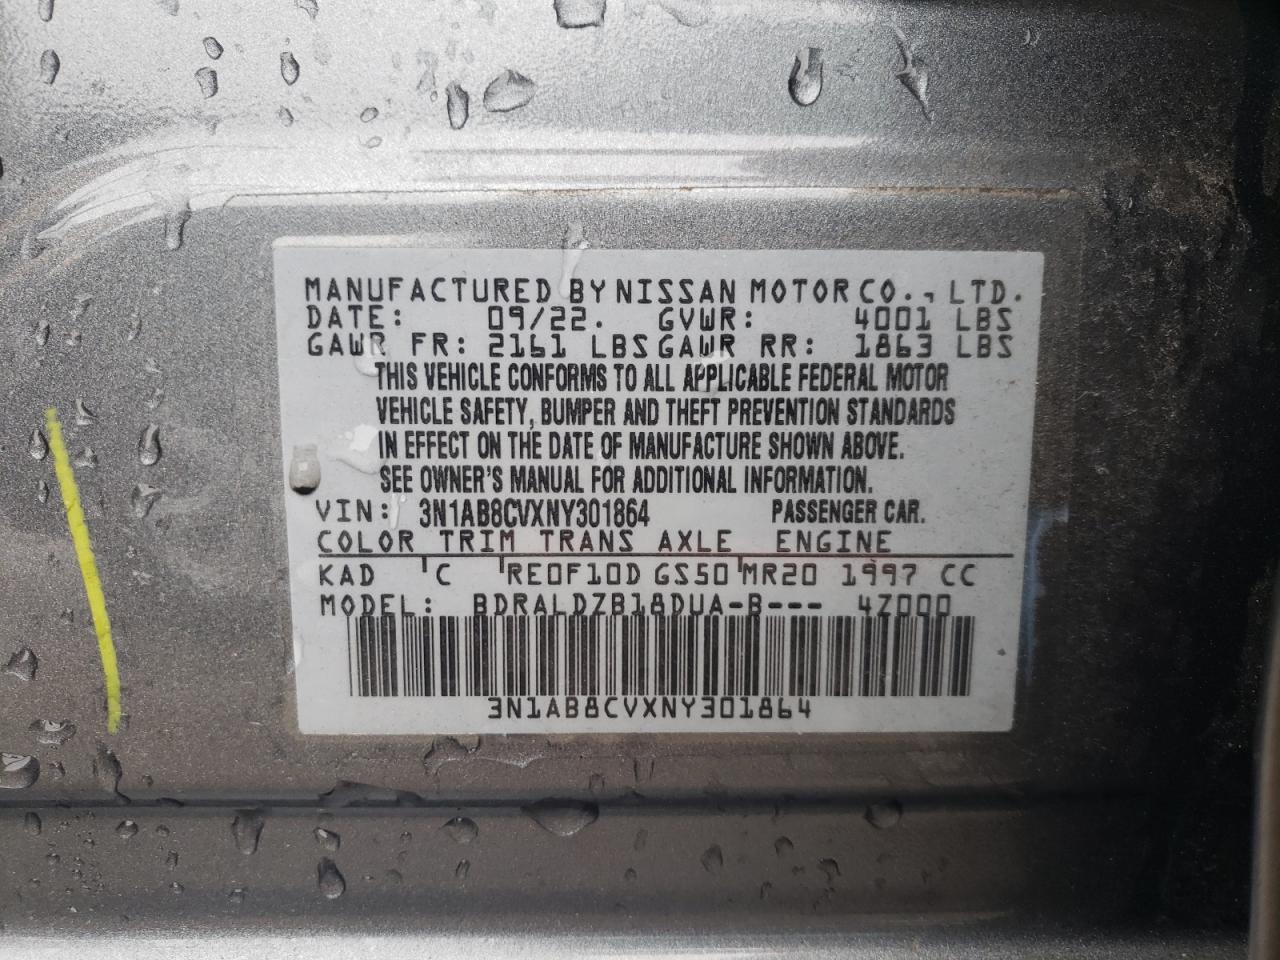 MANUFACTURED BY NISSAN MOTOR CO., LTD.
DATE: 09/22. GVWR: 4001 LBS
GAWR FR: 2161 LBS GAWR RR: 1863 LBS
THIS VEHICLE CONFORMS TO ALL APPLICABLE FEDERAL MOTOR
VEHICLE SAFETY, BUMPER AND THEFT PREVENTION STANDARDS
IN EFFECT ON THE DATE OF MANUFACTURE SHOWN ABOVE.
SEE OWNER'S MANUAL FOR ADDITIONAL INFORMATION.
VIN: 3N1AB8CVXNY301864 PASSENGER CAR.
COLOR TRIM TRANS AXLE ENGINE
KAD 'C 'RE0F10D GS50 'MR20 1997 CC
MODEL: BDRALDZB18DUA-B--- 4Z000
3N1AB8CVXNY301864